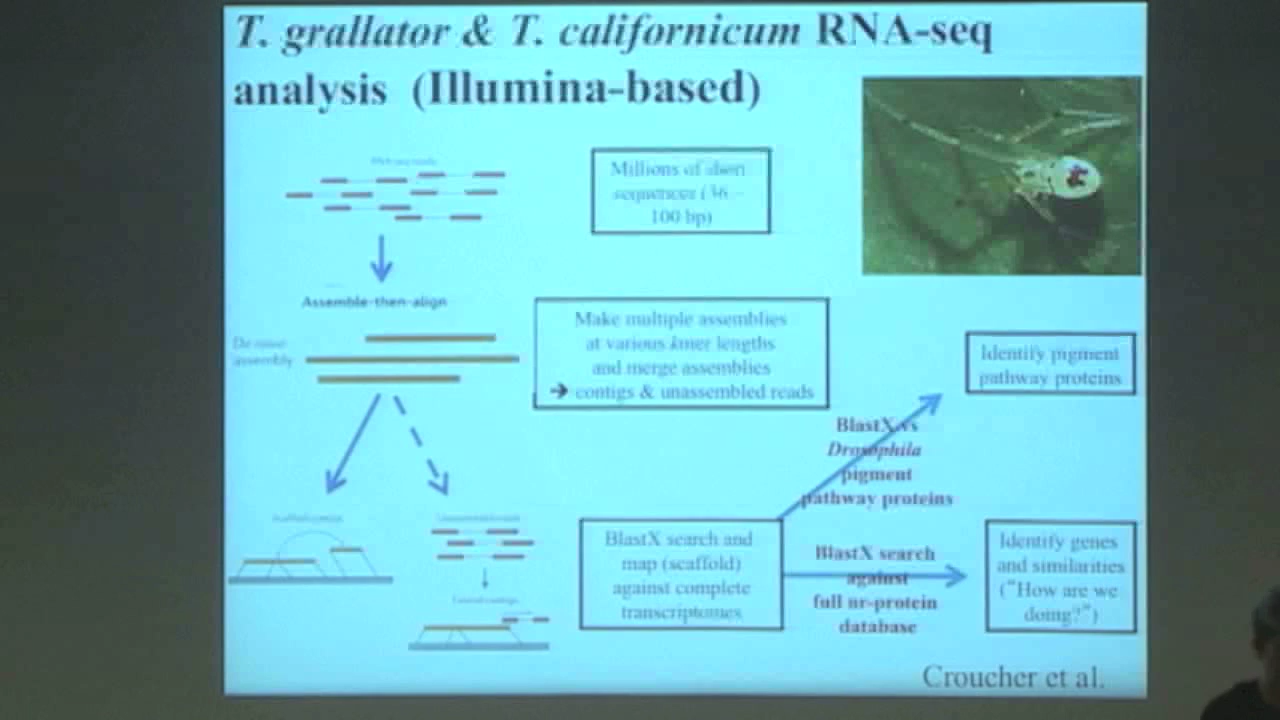 T. grallator & T. californicum RNA-seq
analysis (Illumina-based)
Millions of short
sequences (36 –
100 bp)
Assemble-then-align
De novo
assembly
Make multiple assemblies
at various kmer lengths
and merge assemblies
➔ contigs & unassembled reads
Identify pigment
pathway proteins
BlastX vs
Drosophila
pigment
pathway proteins
BlastX search and
map (scaffold)
against complete
transcriptomes
BlastX search
against
full nr-protein
database
Identify genes
and similarities
("How are we
doing?")
Croucher et al.